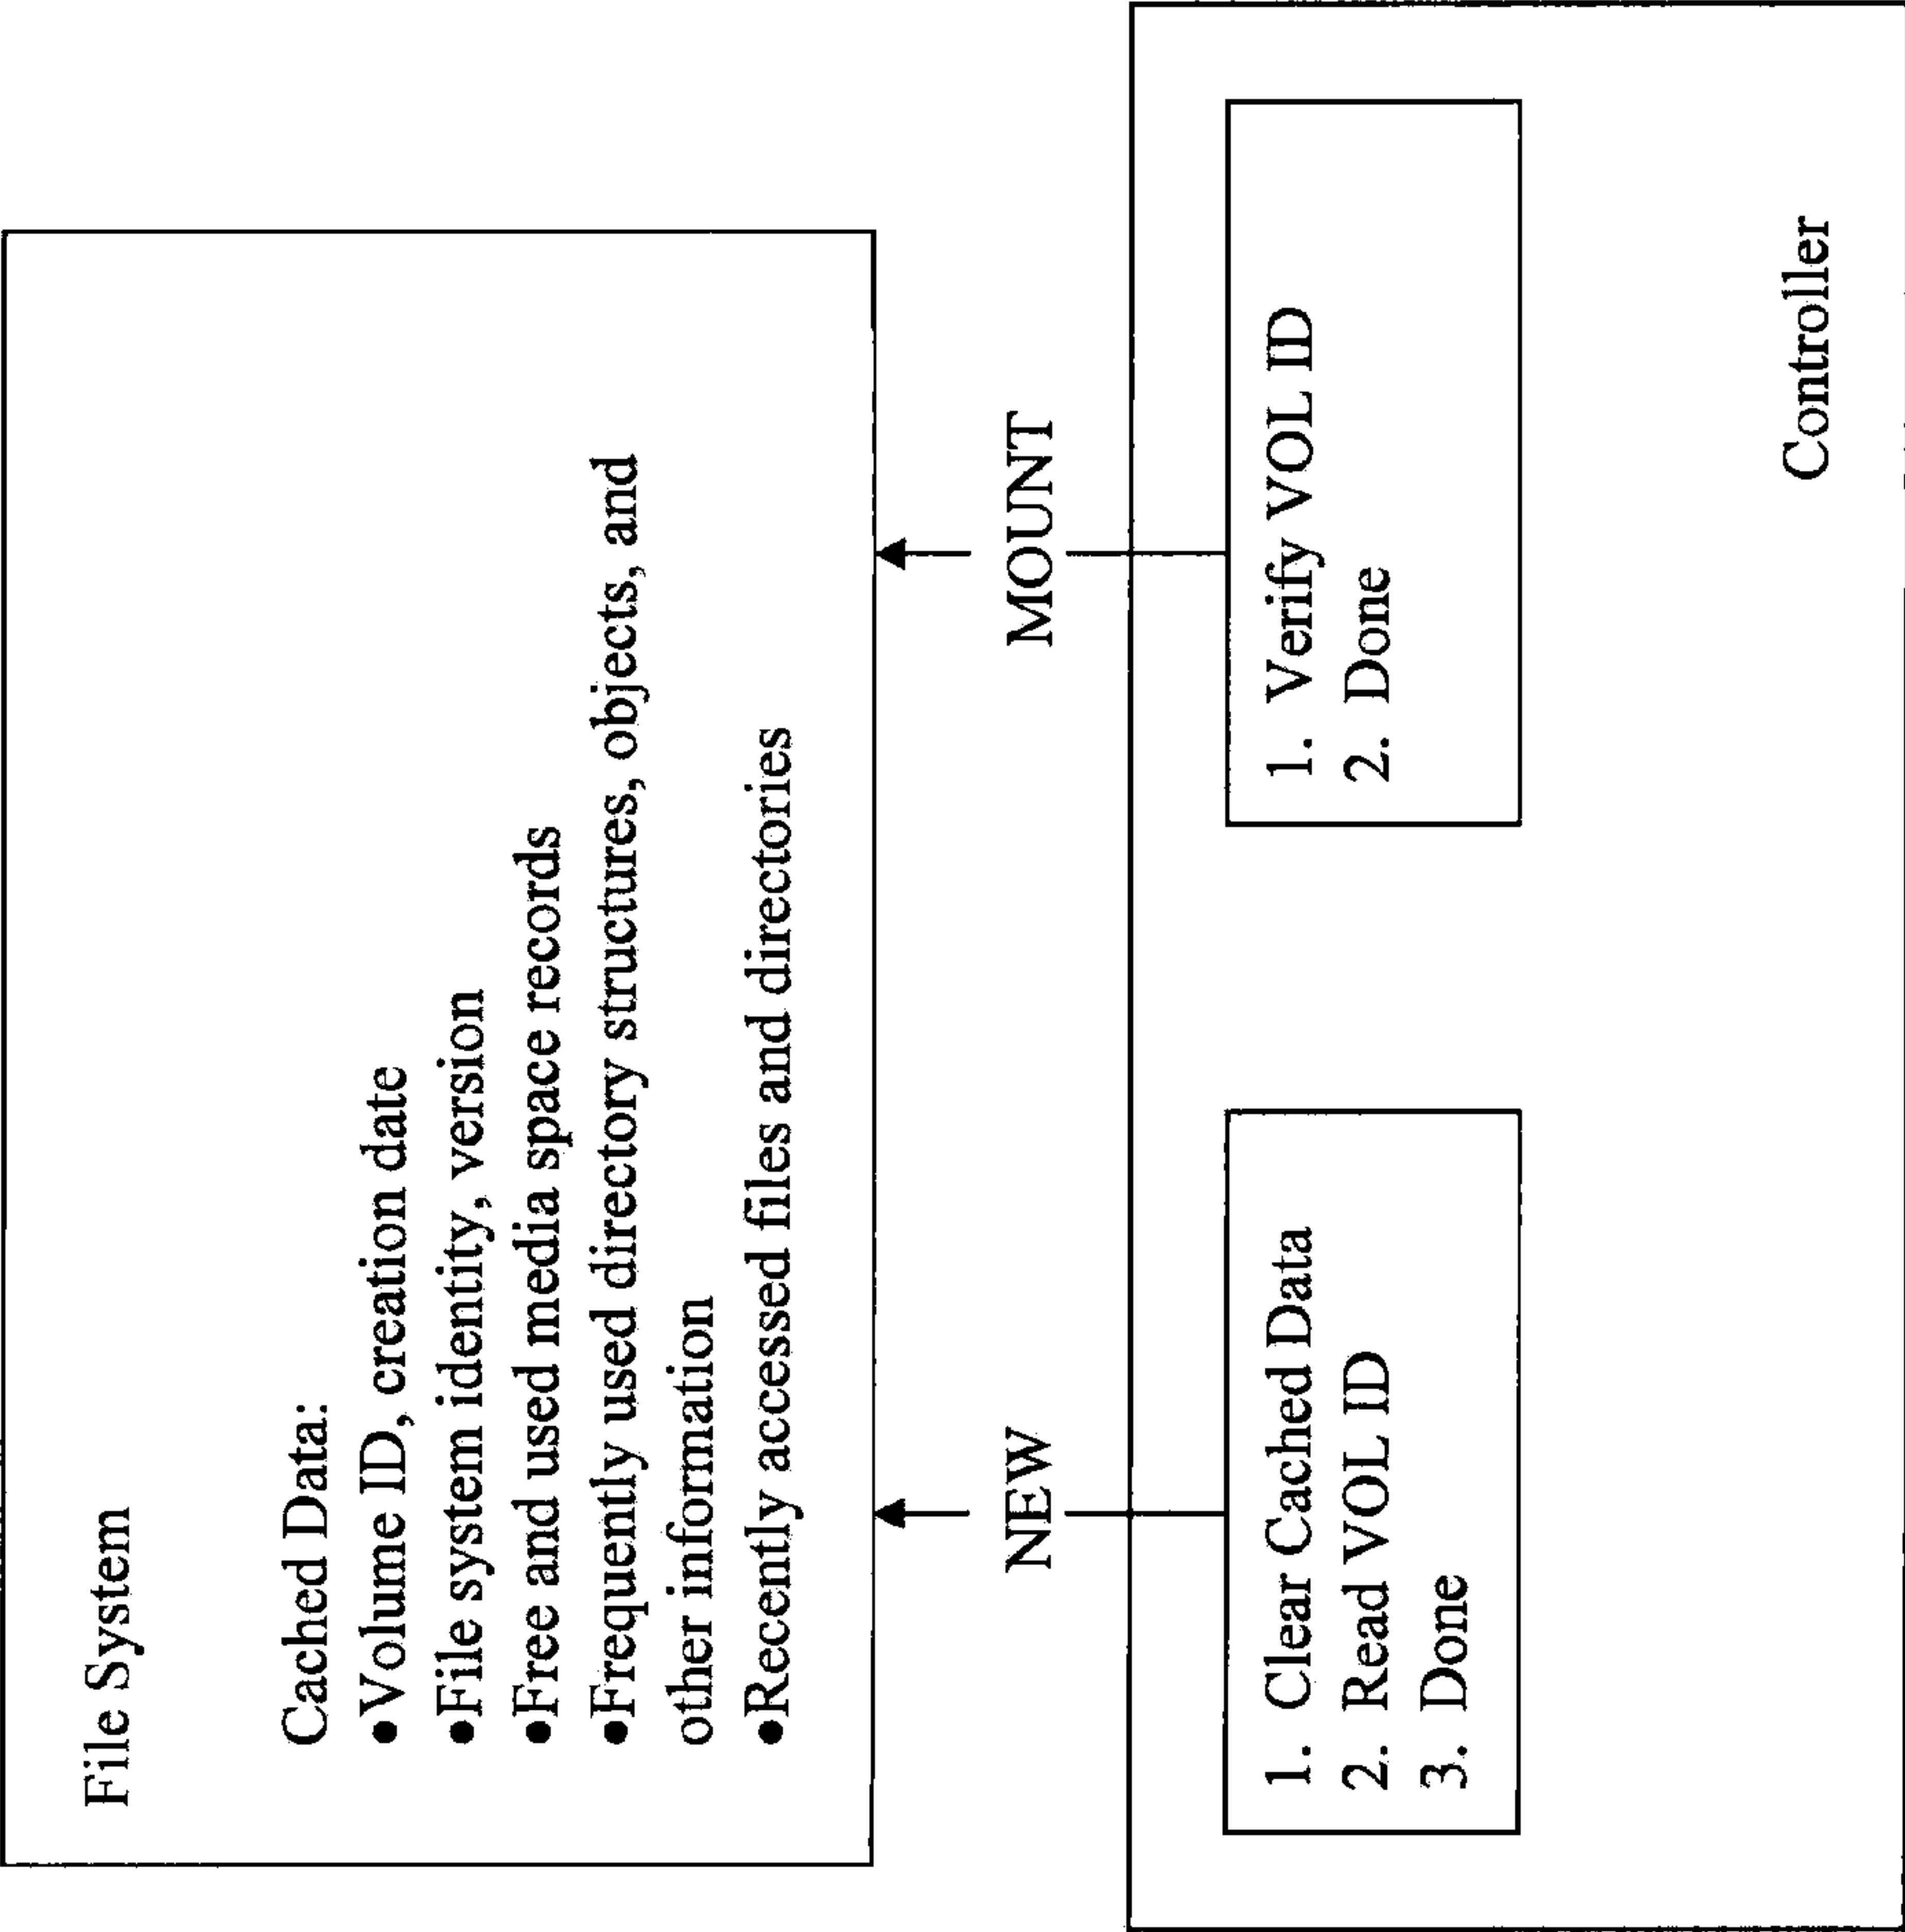 File System
Cached Data:
•Volume ID, creation date
•File system identity, version
•Free and used media space records
•Frequently used directory structures, objects, and
other information
•Recently accessed files and directories
NEW
MOUNT
1. Clear Cached Data
2. Read VOL ID
3. Done
1. Verify VOL ID
2. Done
Controller